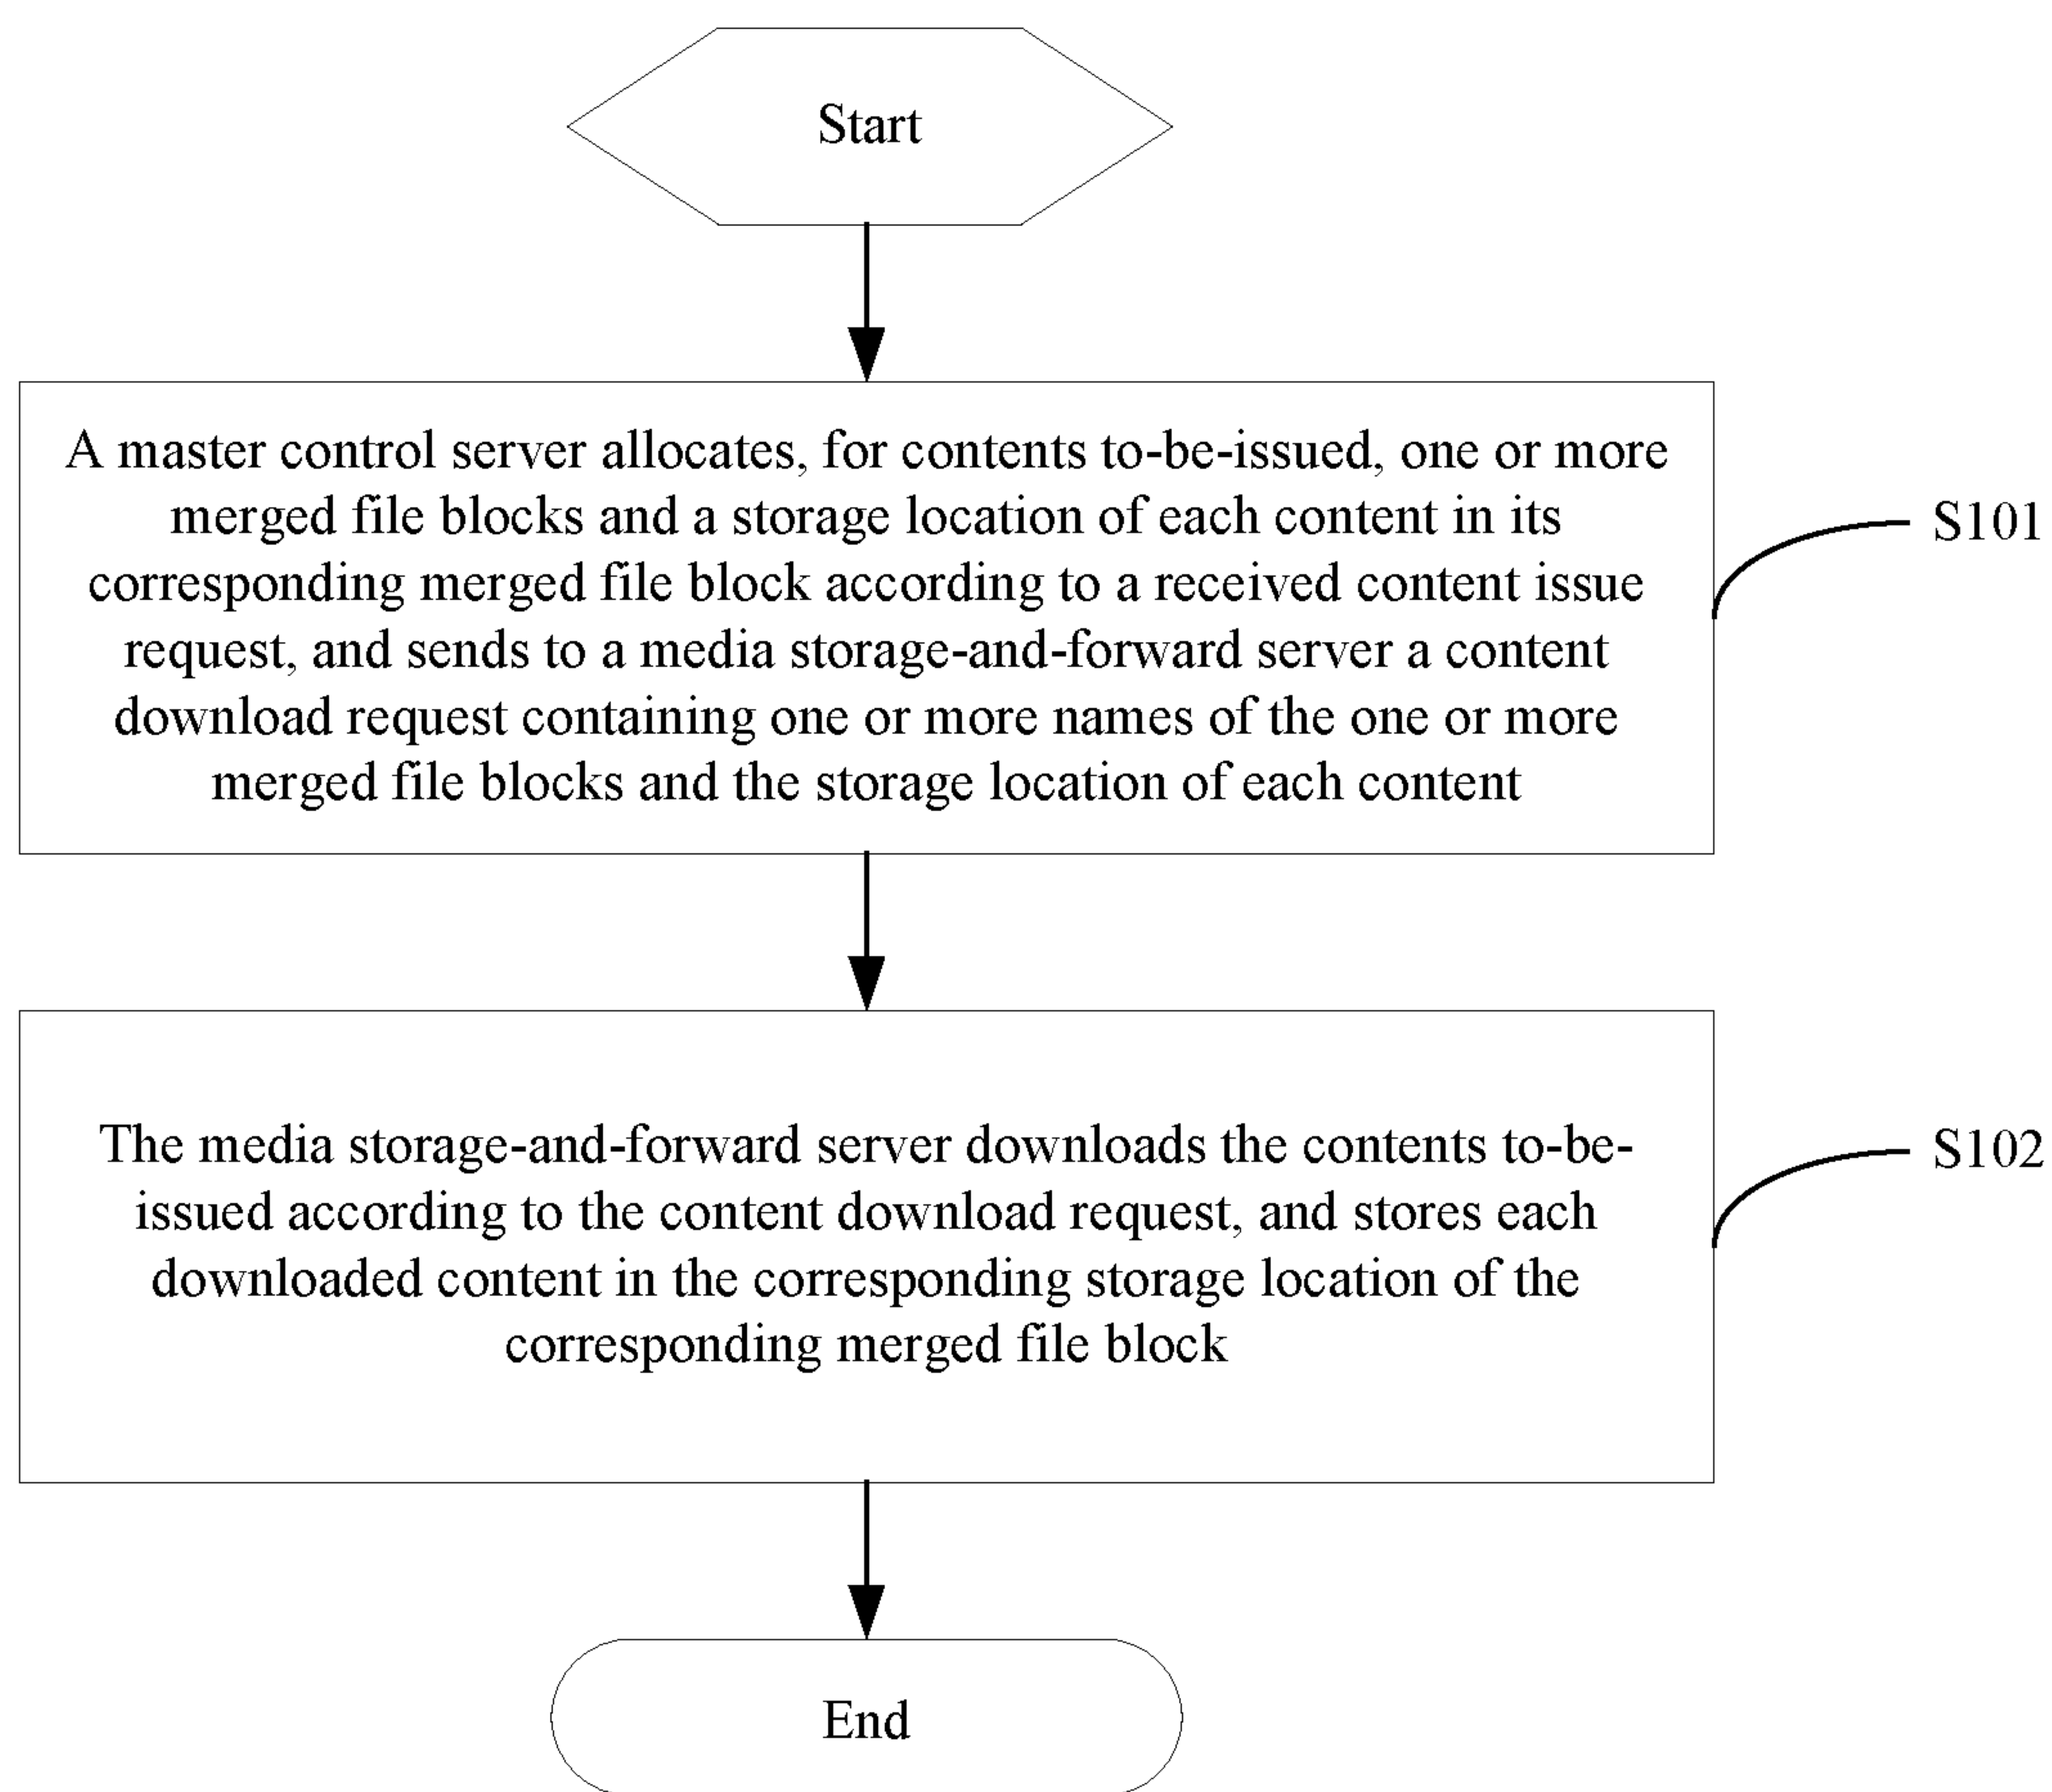 Start
A master control server allocates, for contents to-be-issued, one or more
merged file blocks and a storage location of each content in its
corresponding merged file block according to a received content issue
request, and sends to a media storage-and-forward server a content
download request containing one or more names of the one or more
merged file blocks and the storage location of each content
S101
The media storage-and-forward server downloads the contents to-be-
issued according to the content download request, and stores each
downloaded content in the corresponding storage location of the
corresponding merged file block
S102
End